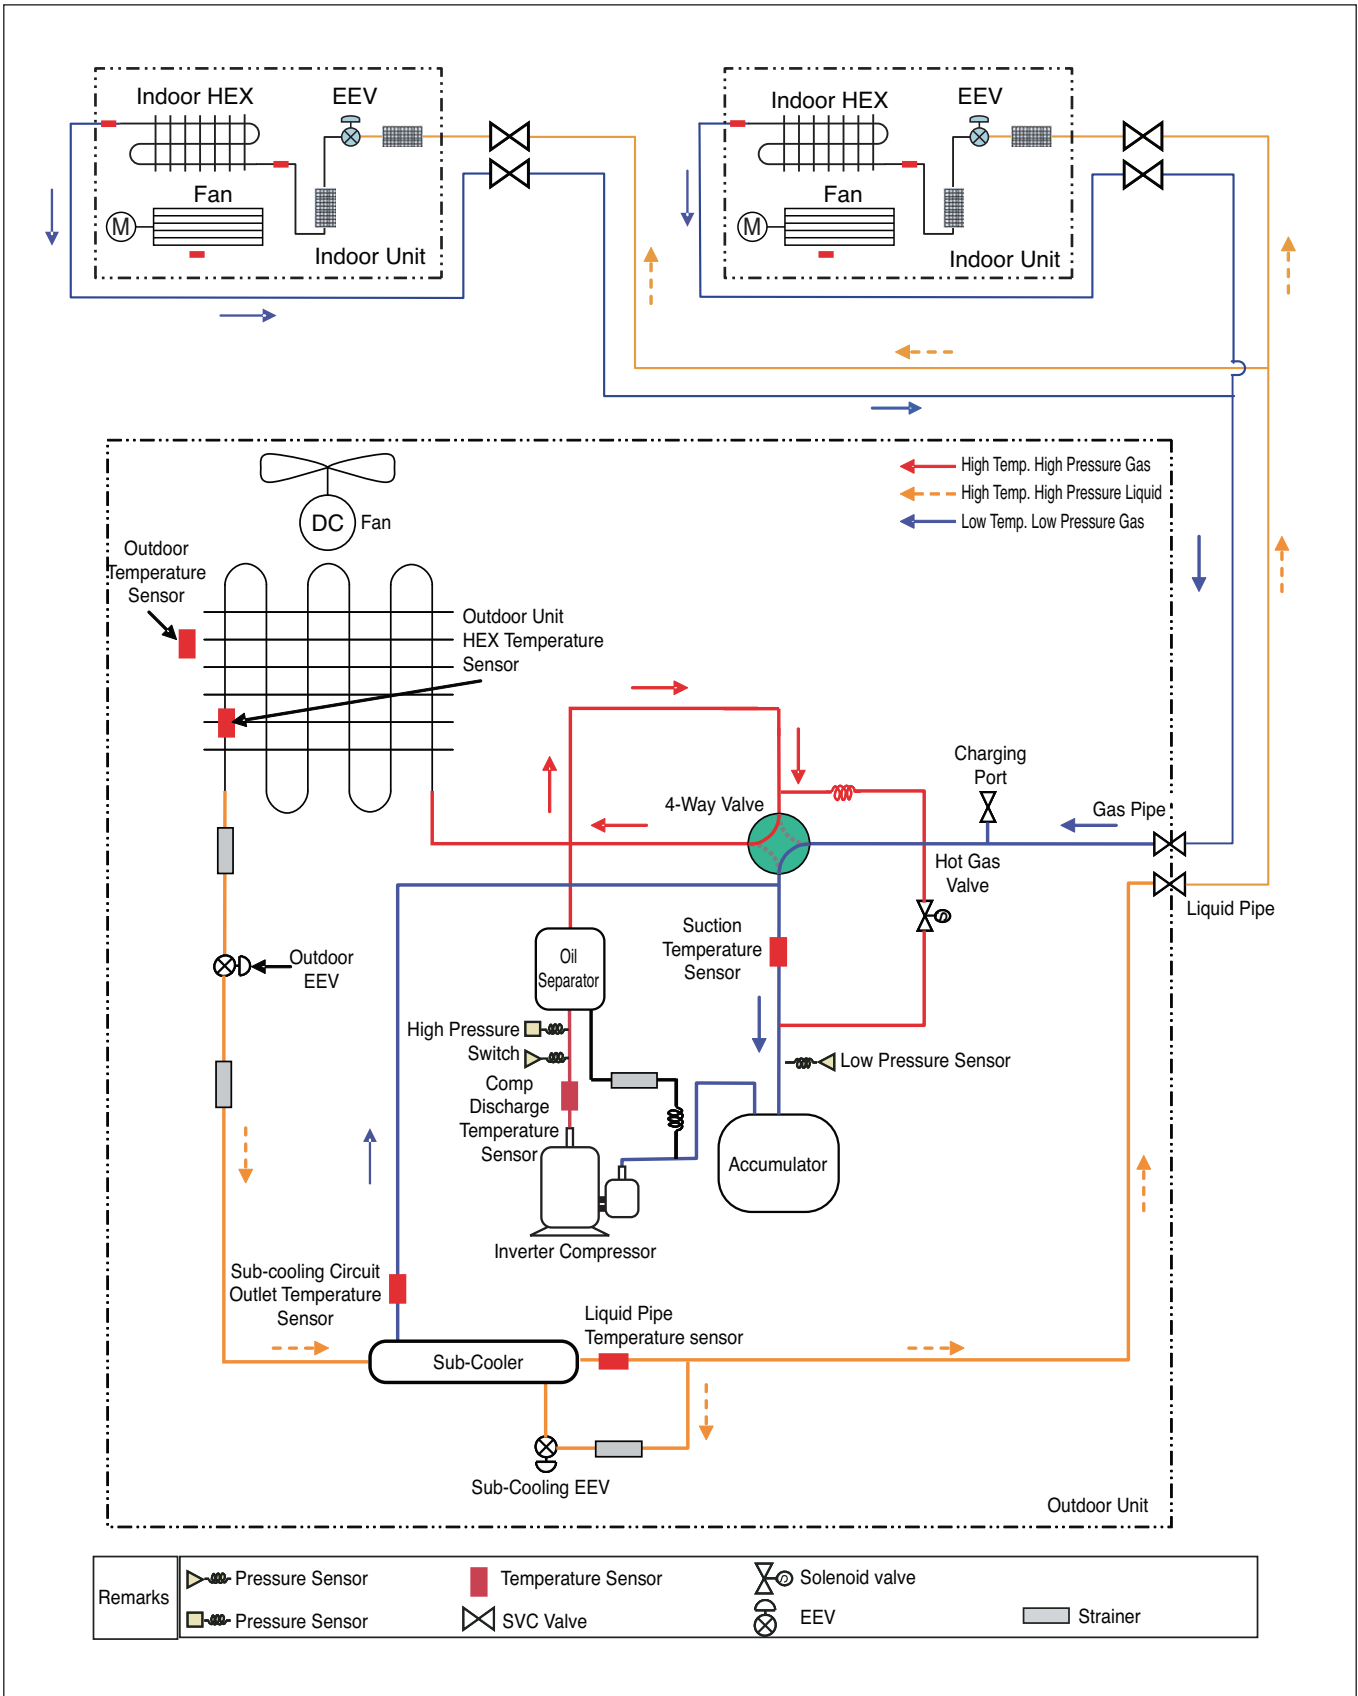 Indoor HEX
EEV
Fan
M
Indoor Unit
Indoor HEX
EEV
Fan
M
Indoor Unit
High Temp. High Pressure Gas
High Temp. High Pressure Liquid
Low Temp. Low Pressure Gas
DC
Fan
Outdoor
Temperature
Sensor
Outdoor Unit
HEX Temperature
Sensor
4-Way Valve
Charging
Port
Gas Pipe
Hot Gas
Valve
Liquid Pipe
Suction
Temperature
Sensor
Outdoor
EEV
Oil
Separator
High Pressure
Switch
Low Pressure Sensor
Comp
Discharge
Temperature
Sensor
Accumulator
Inverter Compressor
Sub-cooling Circuit
Outlet Temperature
Sensor
Liquid Pipe
Temperature sensor
Sub-Cooler
Sub-Cooling EEV
Outdoor Unit
Remarks
Pressure Sensor
Temperature Sensor
Solenoid valve
Pressure Sensor
SVC Valve
EEV
Strainer